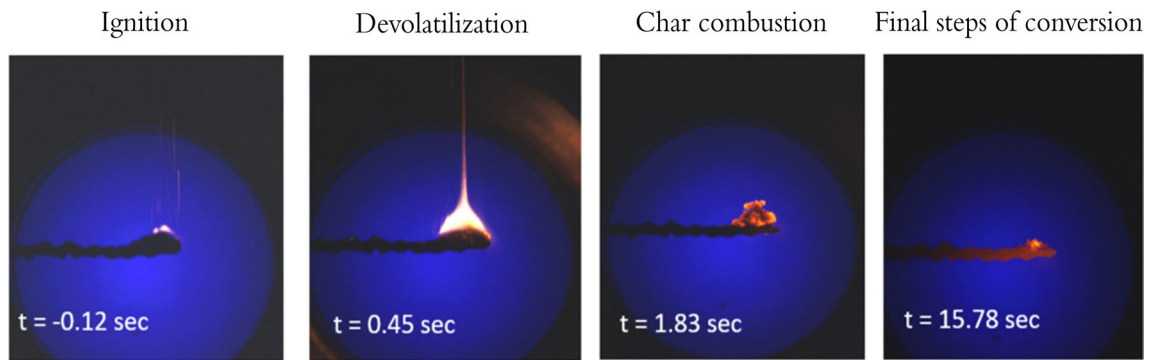 Ignition
Devolatilization
Char combustion
Final steps of conversion
t = -0.12 sec
t = 0.45 sec
t = 1.83 sec
t = 15.78 sec